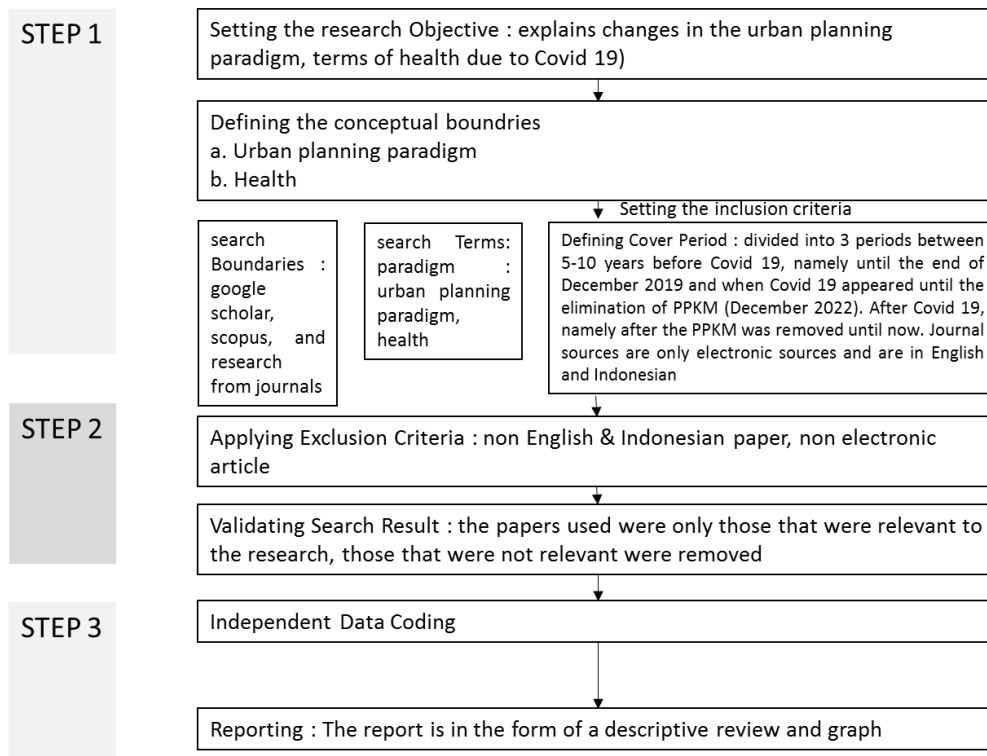 STEP 1
Setting the research Objective : explains changes in the urban planning
paradigm, terms of health due to Covid 19)
Defining the conceptual boundries
a. Urban planning paradigm
b. Health
Setting the inclusion criteria
search
Boundaries :
google
scholar,
scopus, and
research
from journals
search Terms:
paradigm :
urban planning
paradigm,
health
Defining Cover Period : divided into 3 periods between
5-10 years before Covid 19, namely until the end of
December 2019 and when Covid 19 appeared until the
elimination of PPKM (December 2022). After Covid 19,
namely after the PPKM was removed until now. Journal
sources are only electronic sources and are in English
and Indonesian
STEP 2
Applying Exclusion Criteria : non English & Indonesian paper, non electronic
article
Validating Search Result : the papers used were only those that were relevant to
the research, those that were not relevant were removed
STEP 3
Independent Data Coding
Reporting : The report is in the form of a descriptive review and graph